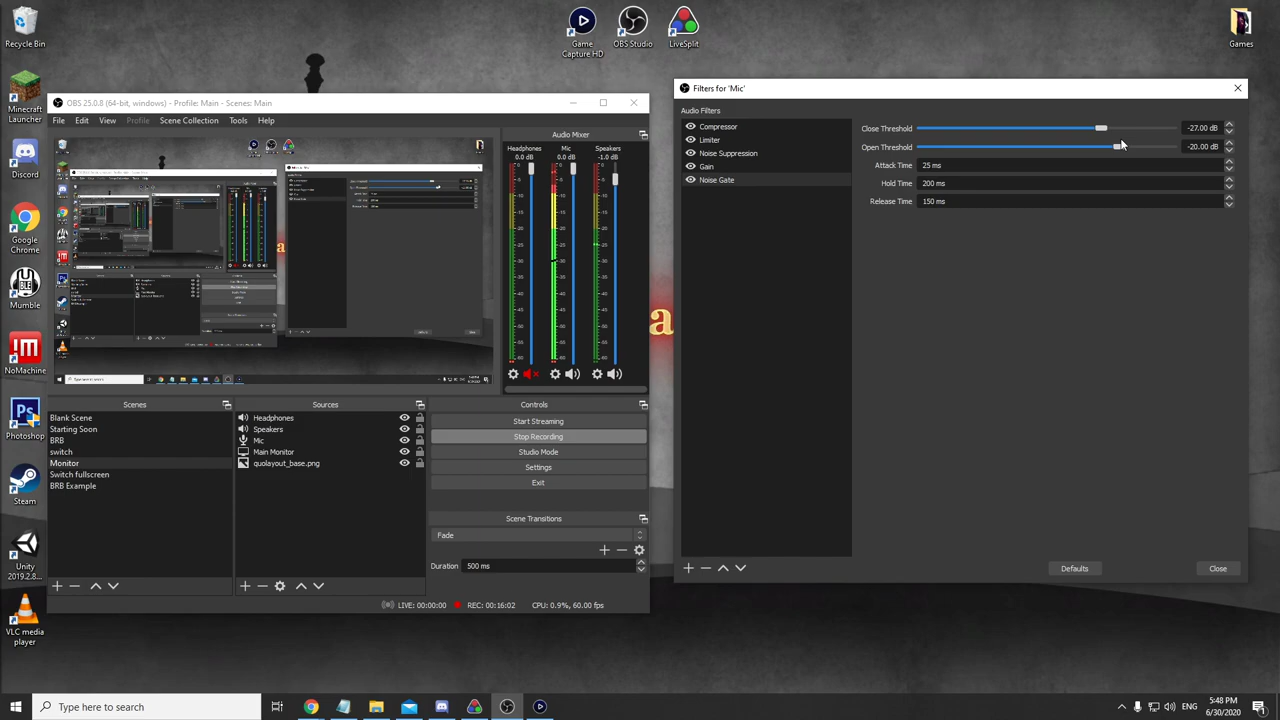 Recycle Bin
Minecraft Launcher
Discord
Google Chrome
Mumble
NoMachine
Photoshop
Steam
Unity 2019.2.8...
VLC media player
Game Capture HD
OBS Studio
LiveSplit
Games
OBS 25.0.8 (64-bit, windows) - Profile: Main - Scenes: Main
File Edit View Profile Scene Collection Tools Help
Audio Mixer
Headphones Mic Speakers
0.0 dB 0.0 dB -1.0 dB
Scenes
Blank Scene
Starting Soon
BRB
switch
Monitor
Switch fullscreen
BRB Example
Sources
Headphones
Speakers
Mic
Main Monitor
quolayout_base.png
Controls
Start Streaming
Stop Recording
Studio Mode
Settings
Exit
Scene Transitions
Fade
Duration 500 ms
LIVE: 00:00:00 REC: 00:16:02 CPU: 0.9%, 60.00 fps
a
Filters for 'Mic'
Audio Filters
Compressor
Limiter
Noise Suppression
Gain
Noise Gate
Close Threshold -27.00 dB
Open Threshold -20.00 dB
Attack Time 25 ms
Hold Time 200 ms
Release Time 150 ms
Defaults Close
Type here to search
ENG
5:48 PM
6/30/2020